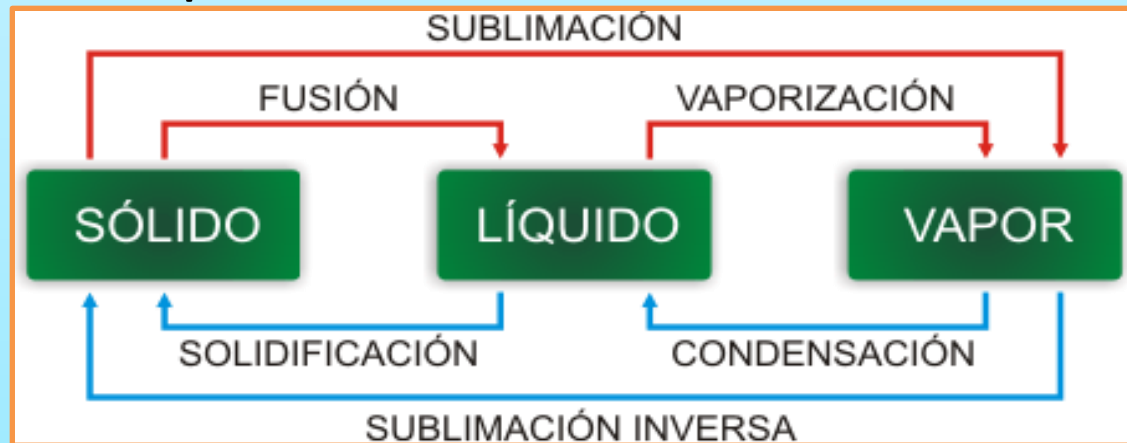 SUBLIMACIÓN
FUSIÓN VAPORIZACIÓN
SÓLIDO LÍQUIDO VAPOR
SOLIDIFICACIÓN CONDENSACIÓN
SUBLIMACIÓN INVERSA